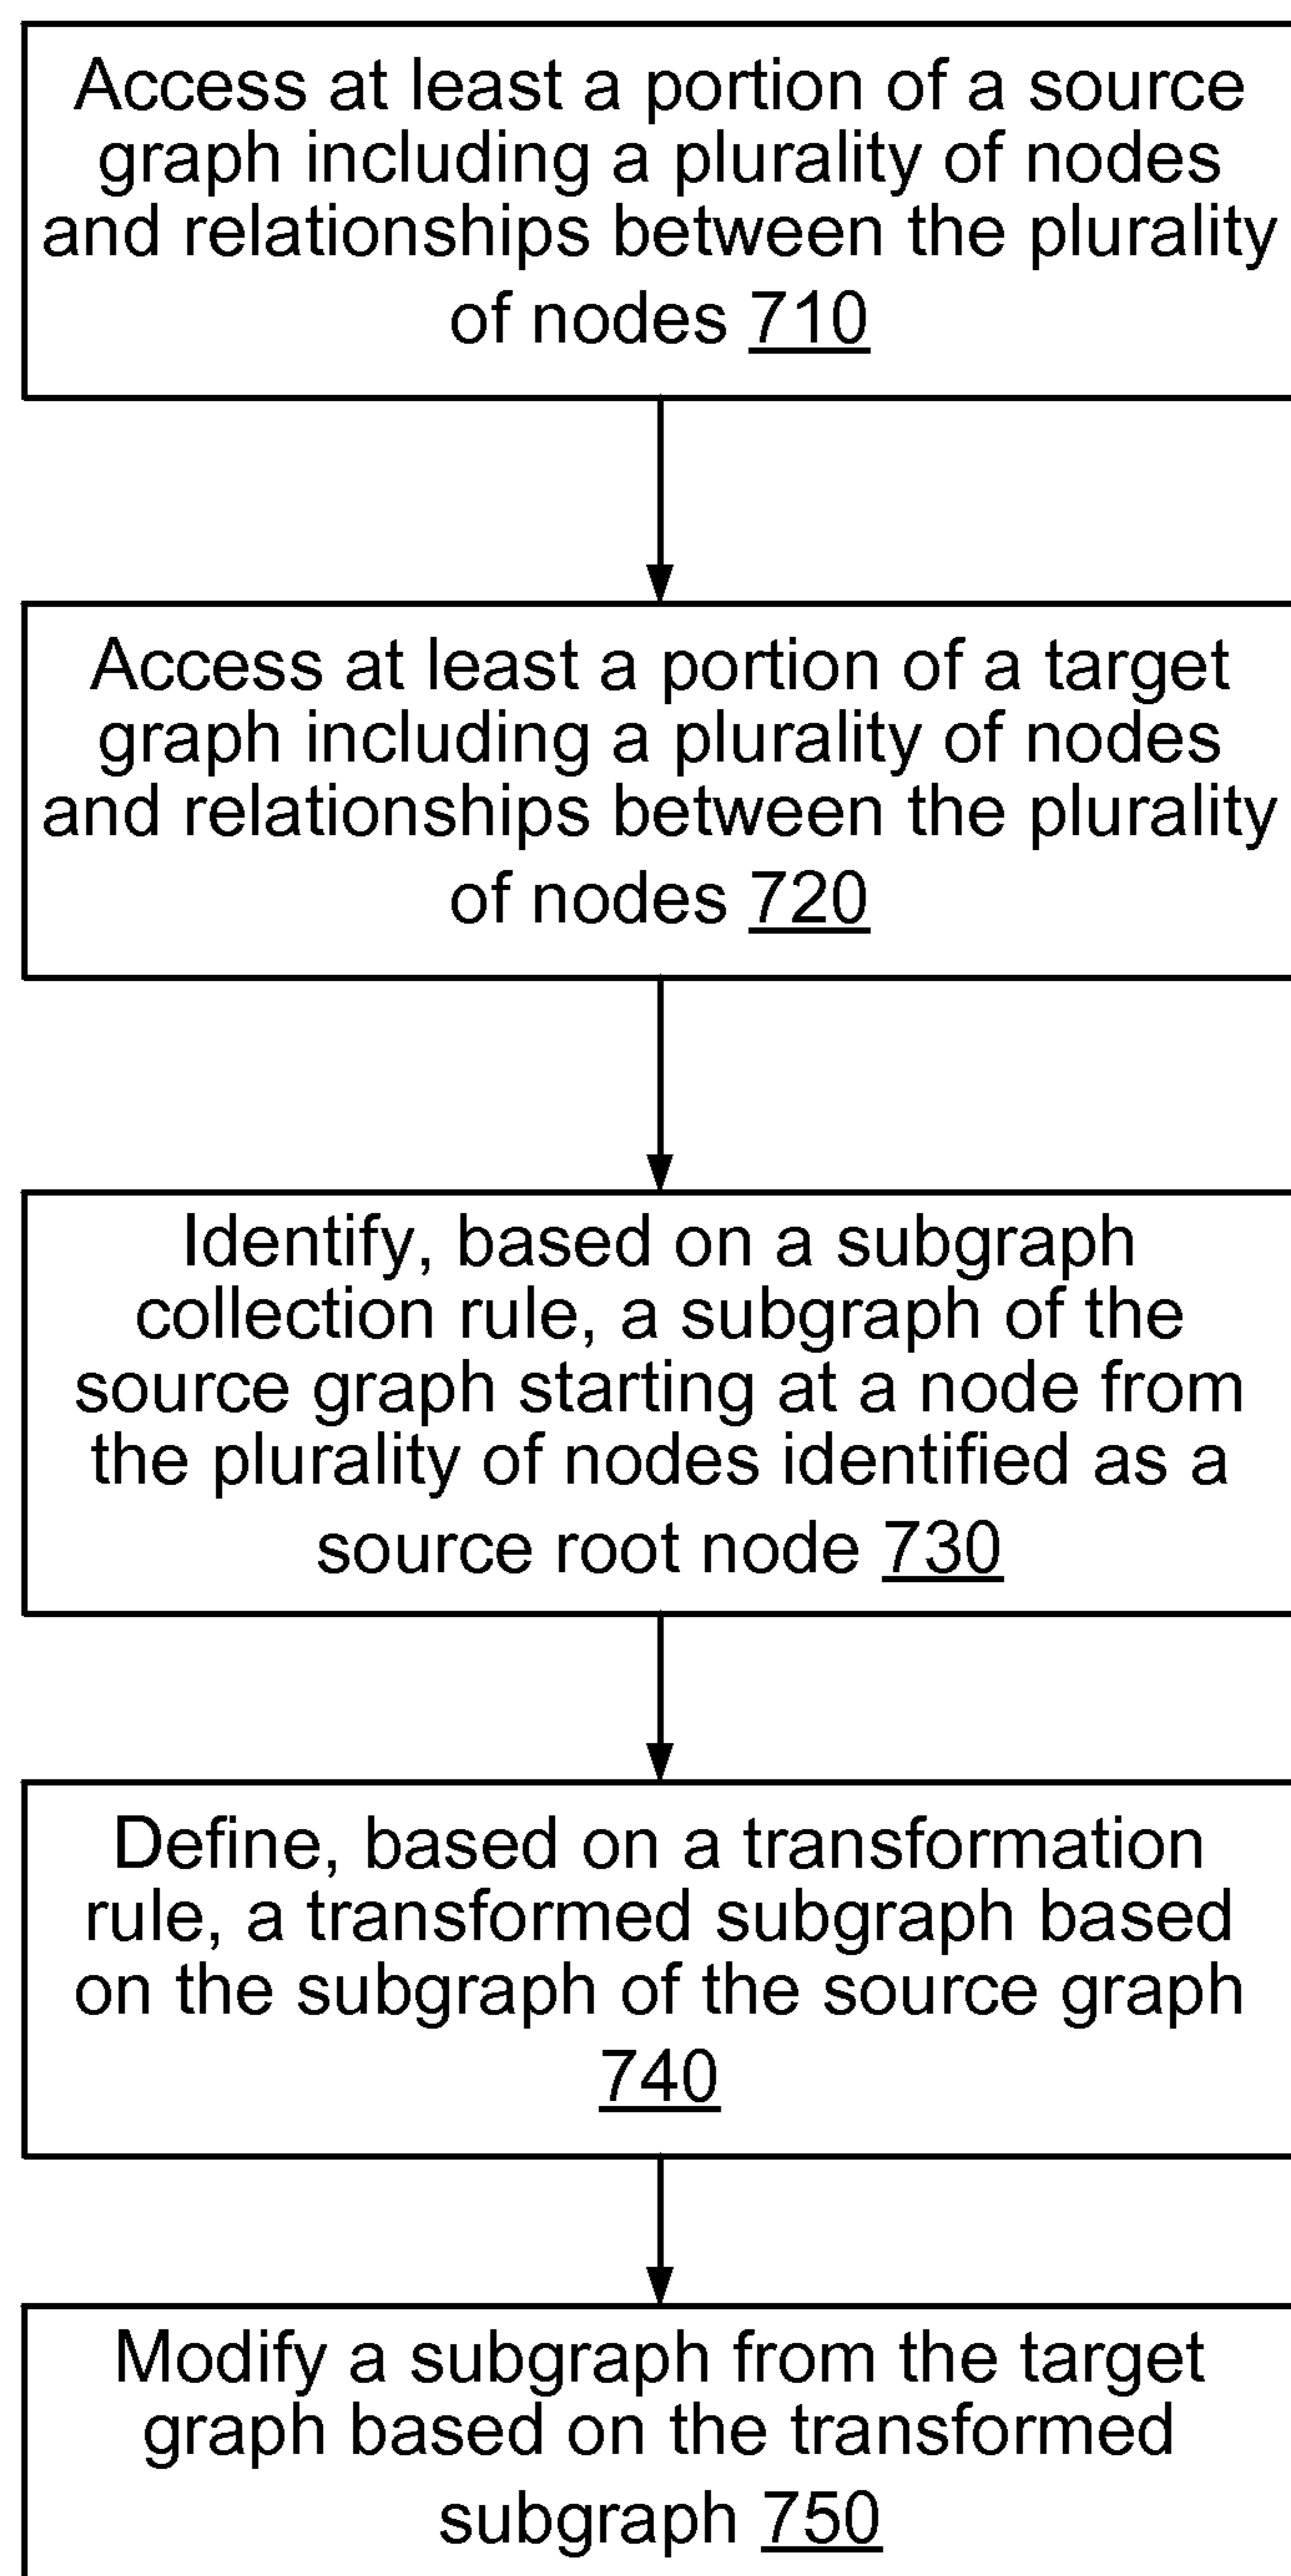 Access at least a portion of a source
graph including a plurality of nodes
and relationships between the plurality
of nodes 710
Access at least a portion of a target
graph including a plurality of nodes
and relationships between the plurality
of nodes 720
Identify, based on a subgraph
collection rule, a subgraph of the
source graph starting at a node from
the plurality of nodes identified as a
source root node 730
Define, based on a transformation
rule, a transformed subgraph based
on the subgraph of the source graph
740
Modify a subgraph from the target
graph based on the transformed
subgraph 750